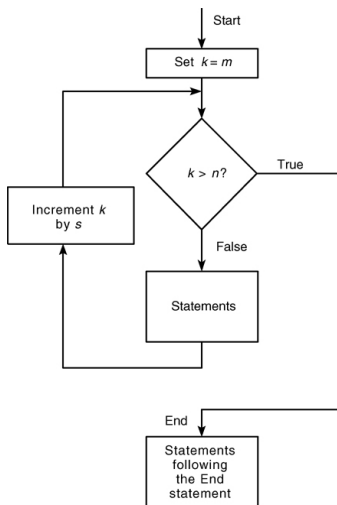 Start
Set k = m
k > n?
True
Increment k
by s
False
Statements
End
Statements
following
the End
statement